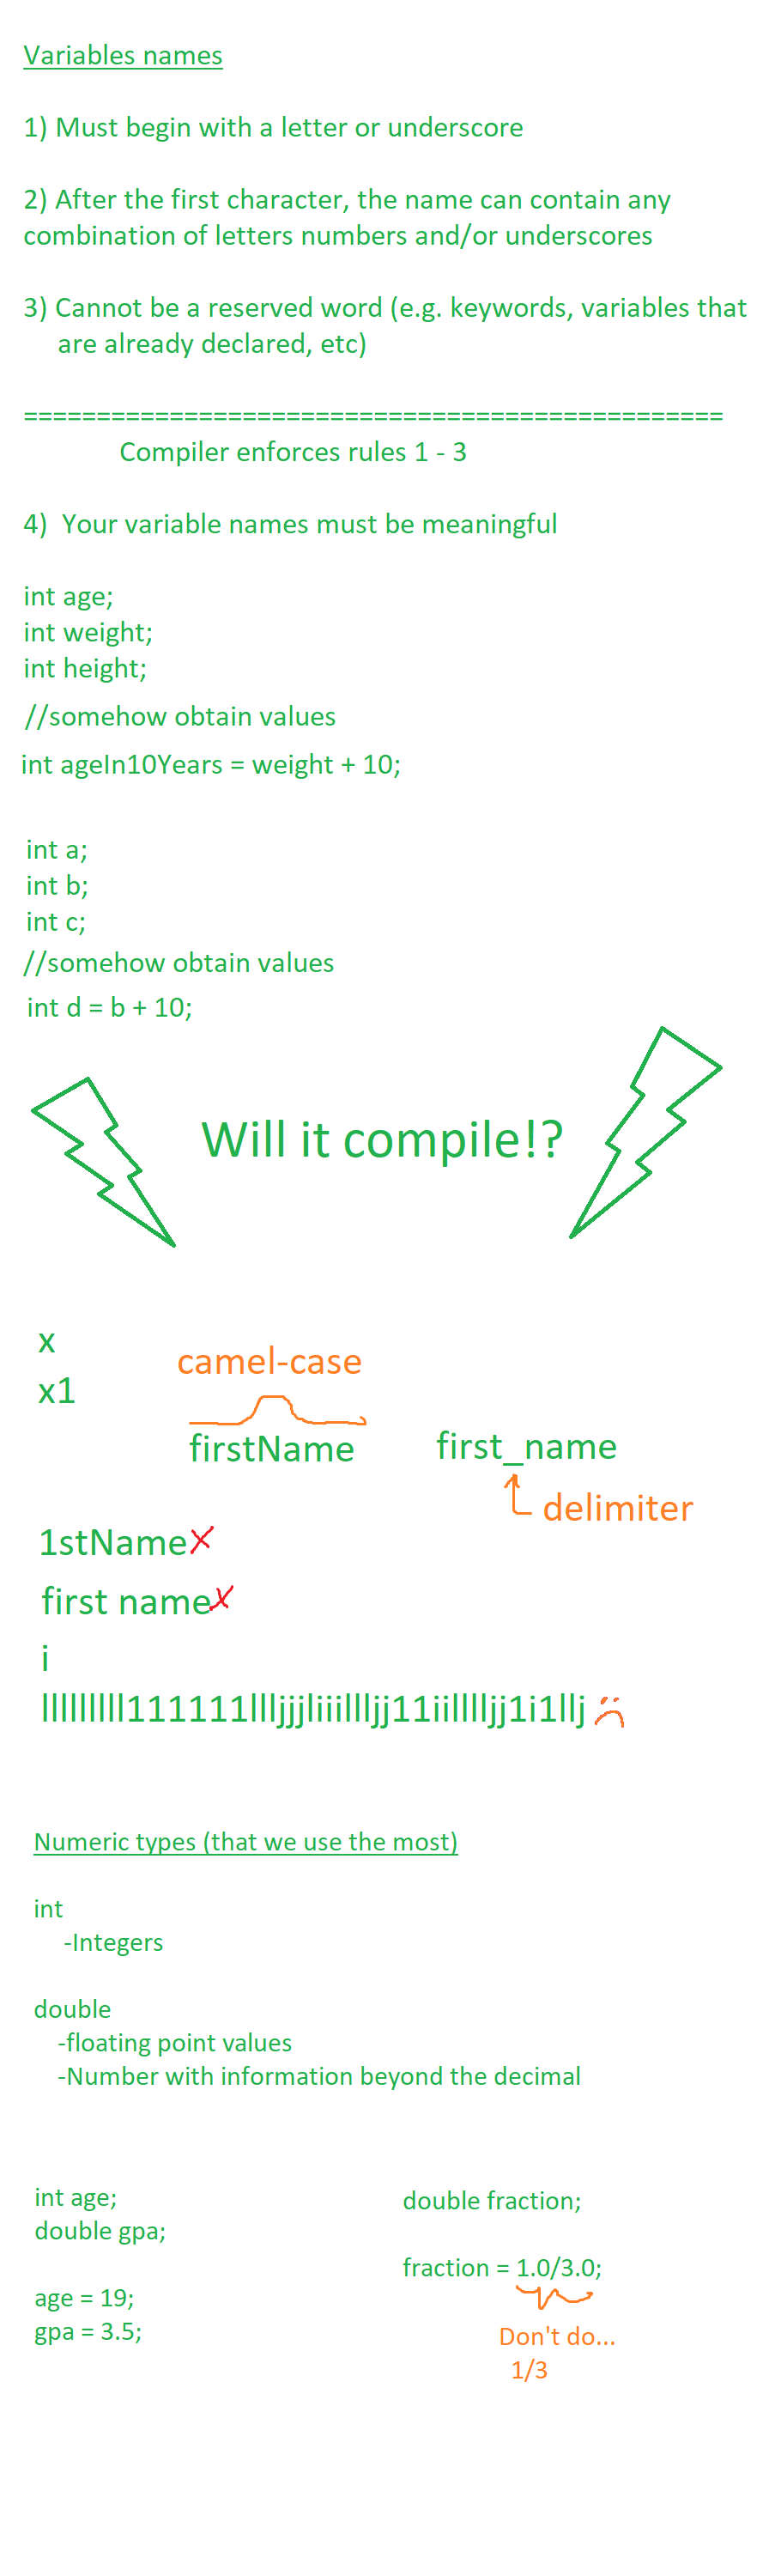 Variables names
1) Must begin with a letter or underscore
2) After the first character, the name can contain any
combination of letters numbers and/or underscores
3) Cannot be a reserved word (e.g. keywords, variables that
are already declared, etc)
================================================
Compiler enforces rules 1 - 3
4) Your variable names must be meaningful
int age;
int weight;
int height;
//somehow obtain values
int ageIn10Years = weight + 10;
int a;
int b;
int c;
//somehow obtain values
int d = b + 10;
Will it compile!?
x
x1
camel-case
firstName
first_name
delimiter
1stName
first name
i
lllllllll111111llljjjliiillljj11iilllljj1i1llj
Numeric types (that we use the most)
int
-Integers
double
-floating point values
-Number with information beyond the decimal
int age;
double gpa;
age = 19;
gpa = 3.5;
double fraction;
fraction = 1.0/3.0;
Don't do...
1/3